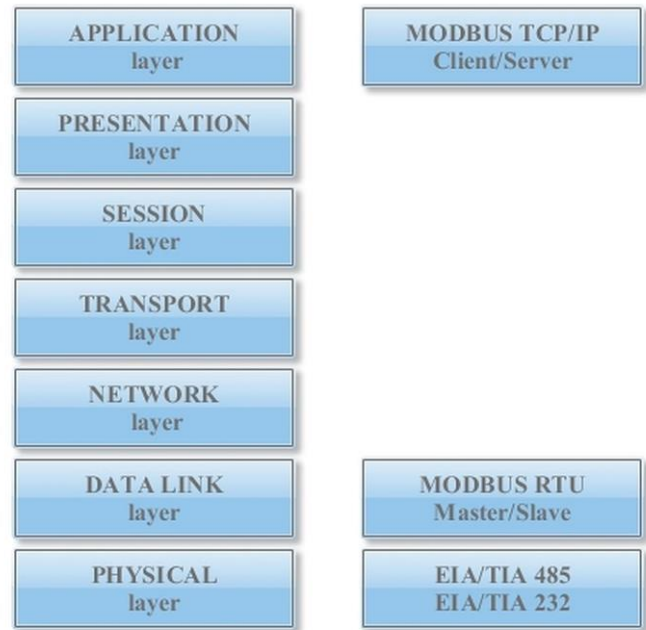 APPLICATION
layer
MODBUS TCP/IP
Client/Server
PRESENTATION
layer
SESSION
layer
TRANSPORT
layer
NETWORK
layer
DATA LINK
layer
MODBUS RTU
Master/Slave
PHYSICAL
layer
EIA/TIA 485
EIA/TIA 232